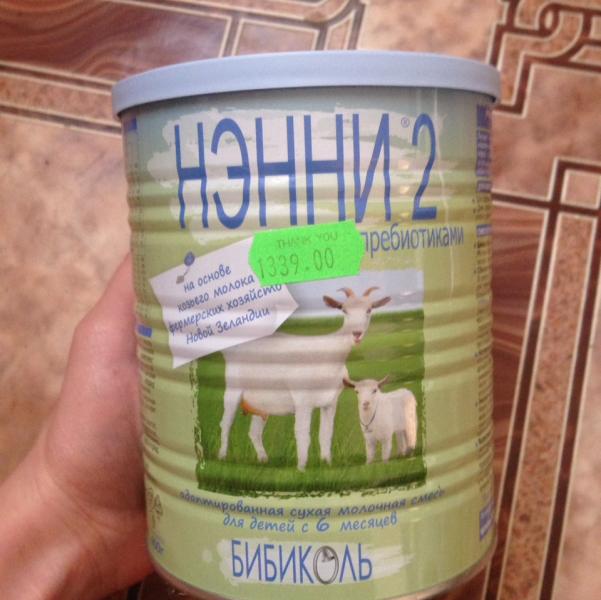 НЭННИ® 2
пребиотиками
THANK YOU
1339.00
на основе
козьего молока
фермерских хозяйств
Новой Зеландии
адаптированная сухая молочная смесь
для детей с 6 месяцев
БИБИКОЛЬ